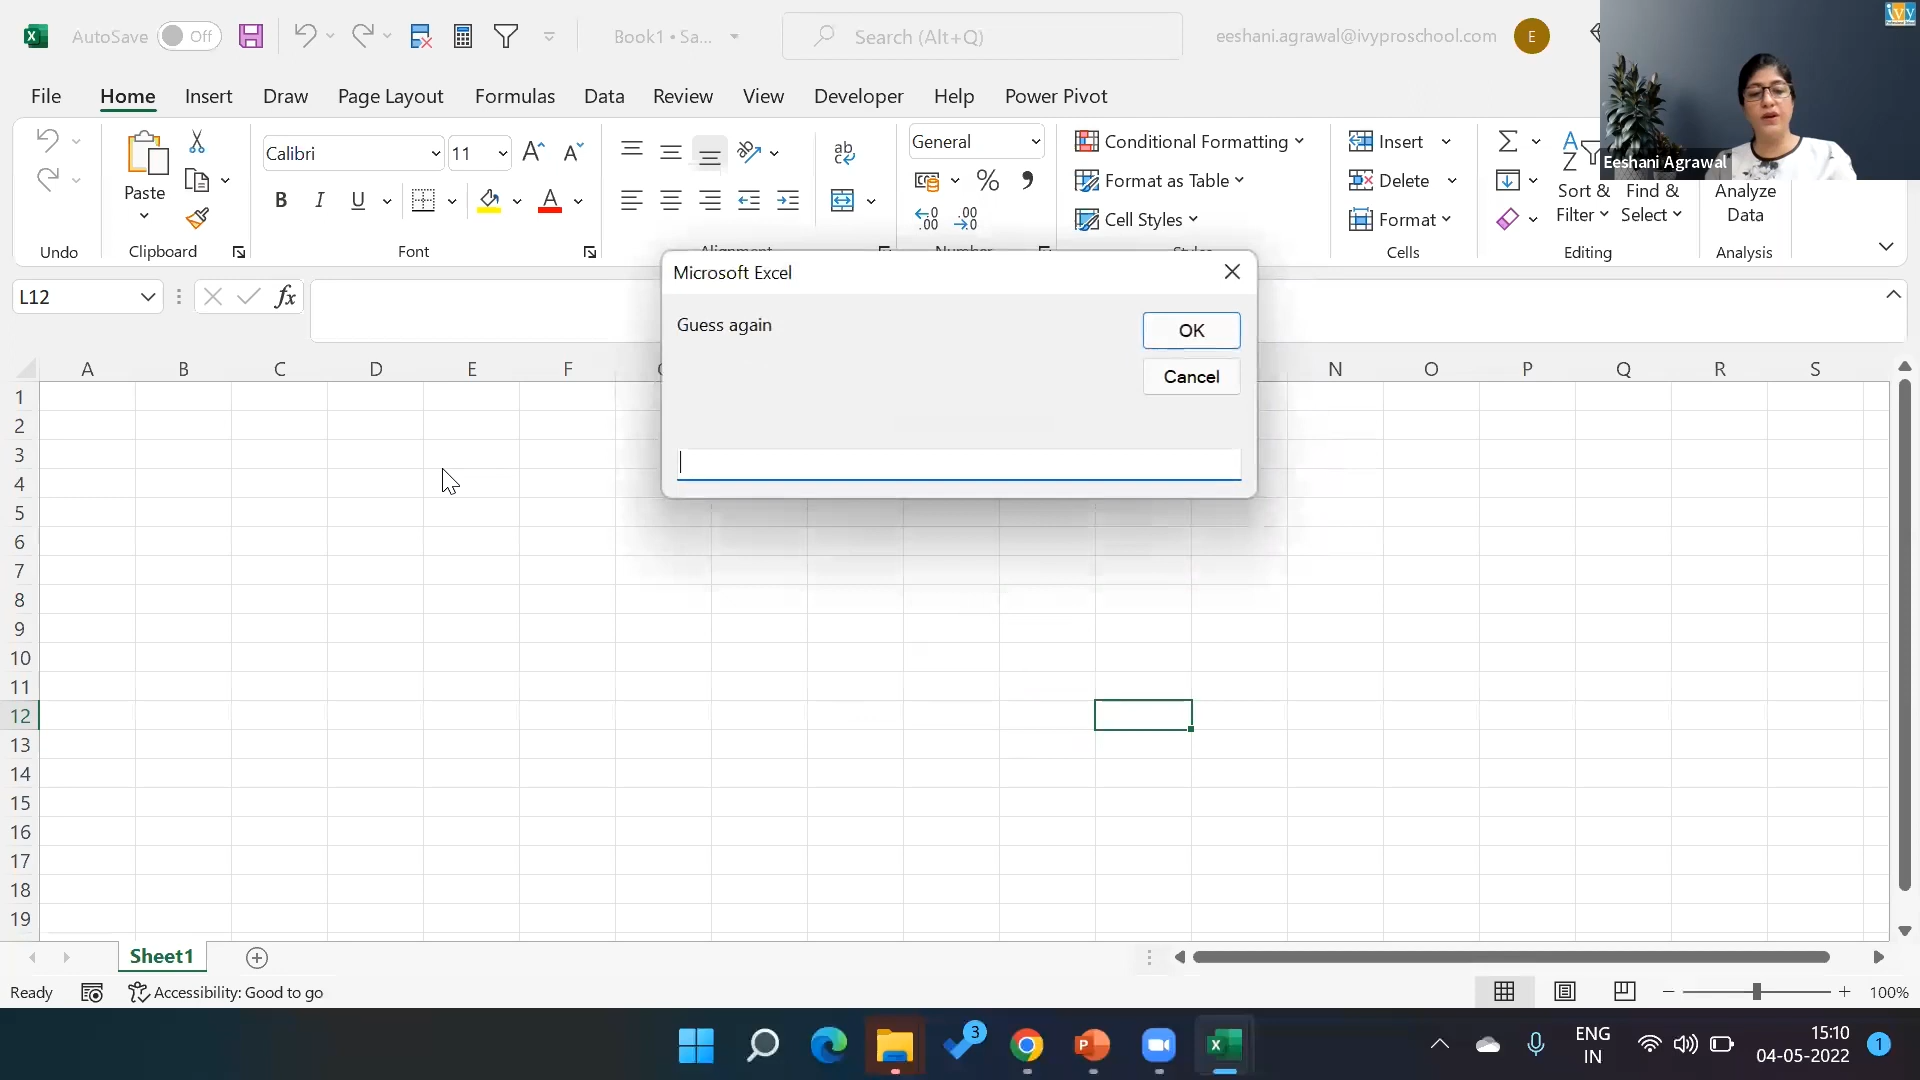 AutoSave Off
Book1 • Sa...
Search (Alt+Q)
eeshani.agrawal@ivyproschool.com
E
ivy
File Home Insert Draw Page Layout Formulas Data Review View Developer Help Power Pivot
Eeshani Agrawal
Paste
Calibri 11
B I U
ab
General
% ,
Conditional Formatting
Format as Table
Cell Styles
Insert
Delete
Format
Sort & Filter
Find & Select
Analyze Data
Undo Clipboard Font Cells Editing Analysis
L12
fx
Microsoft Excel
Guess again
OK
Cancel
A B C D E F N O P Q R S
1
2
3
4
5
6
7
8
9
10
11
12
13
14
15
16
17
18
19
Sheet1
Ready
Accessibility: Good to go
100%
3
ENG
IN
15:10
04-05-2022
1